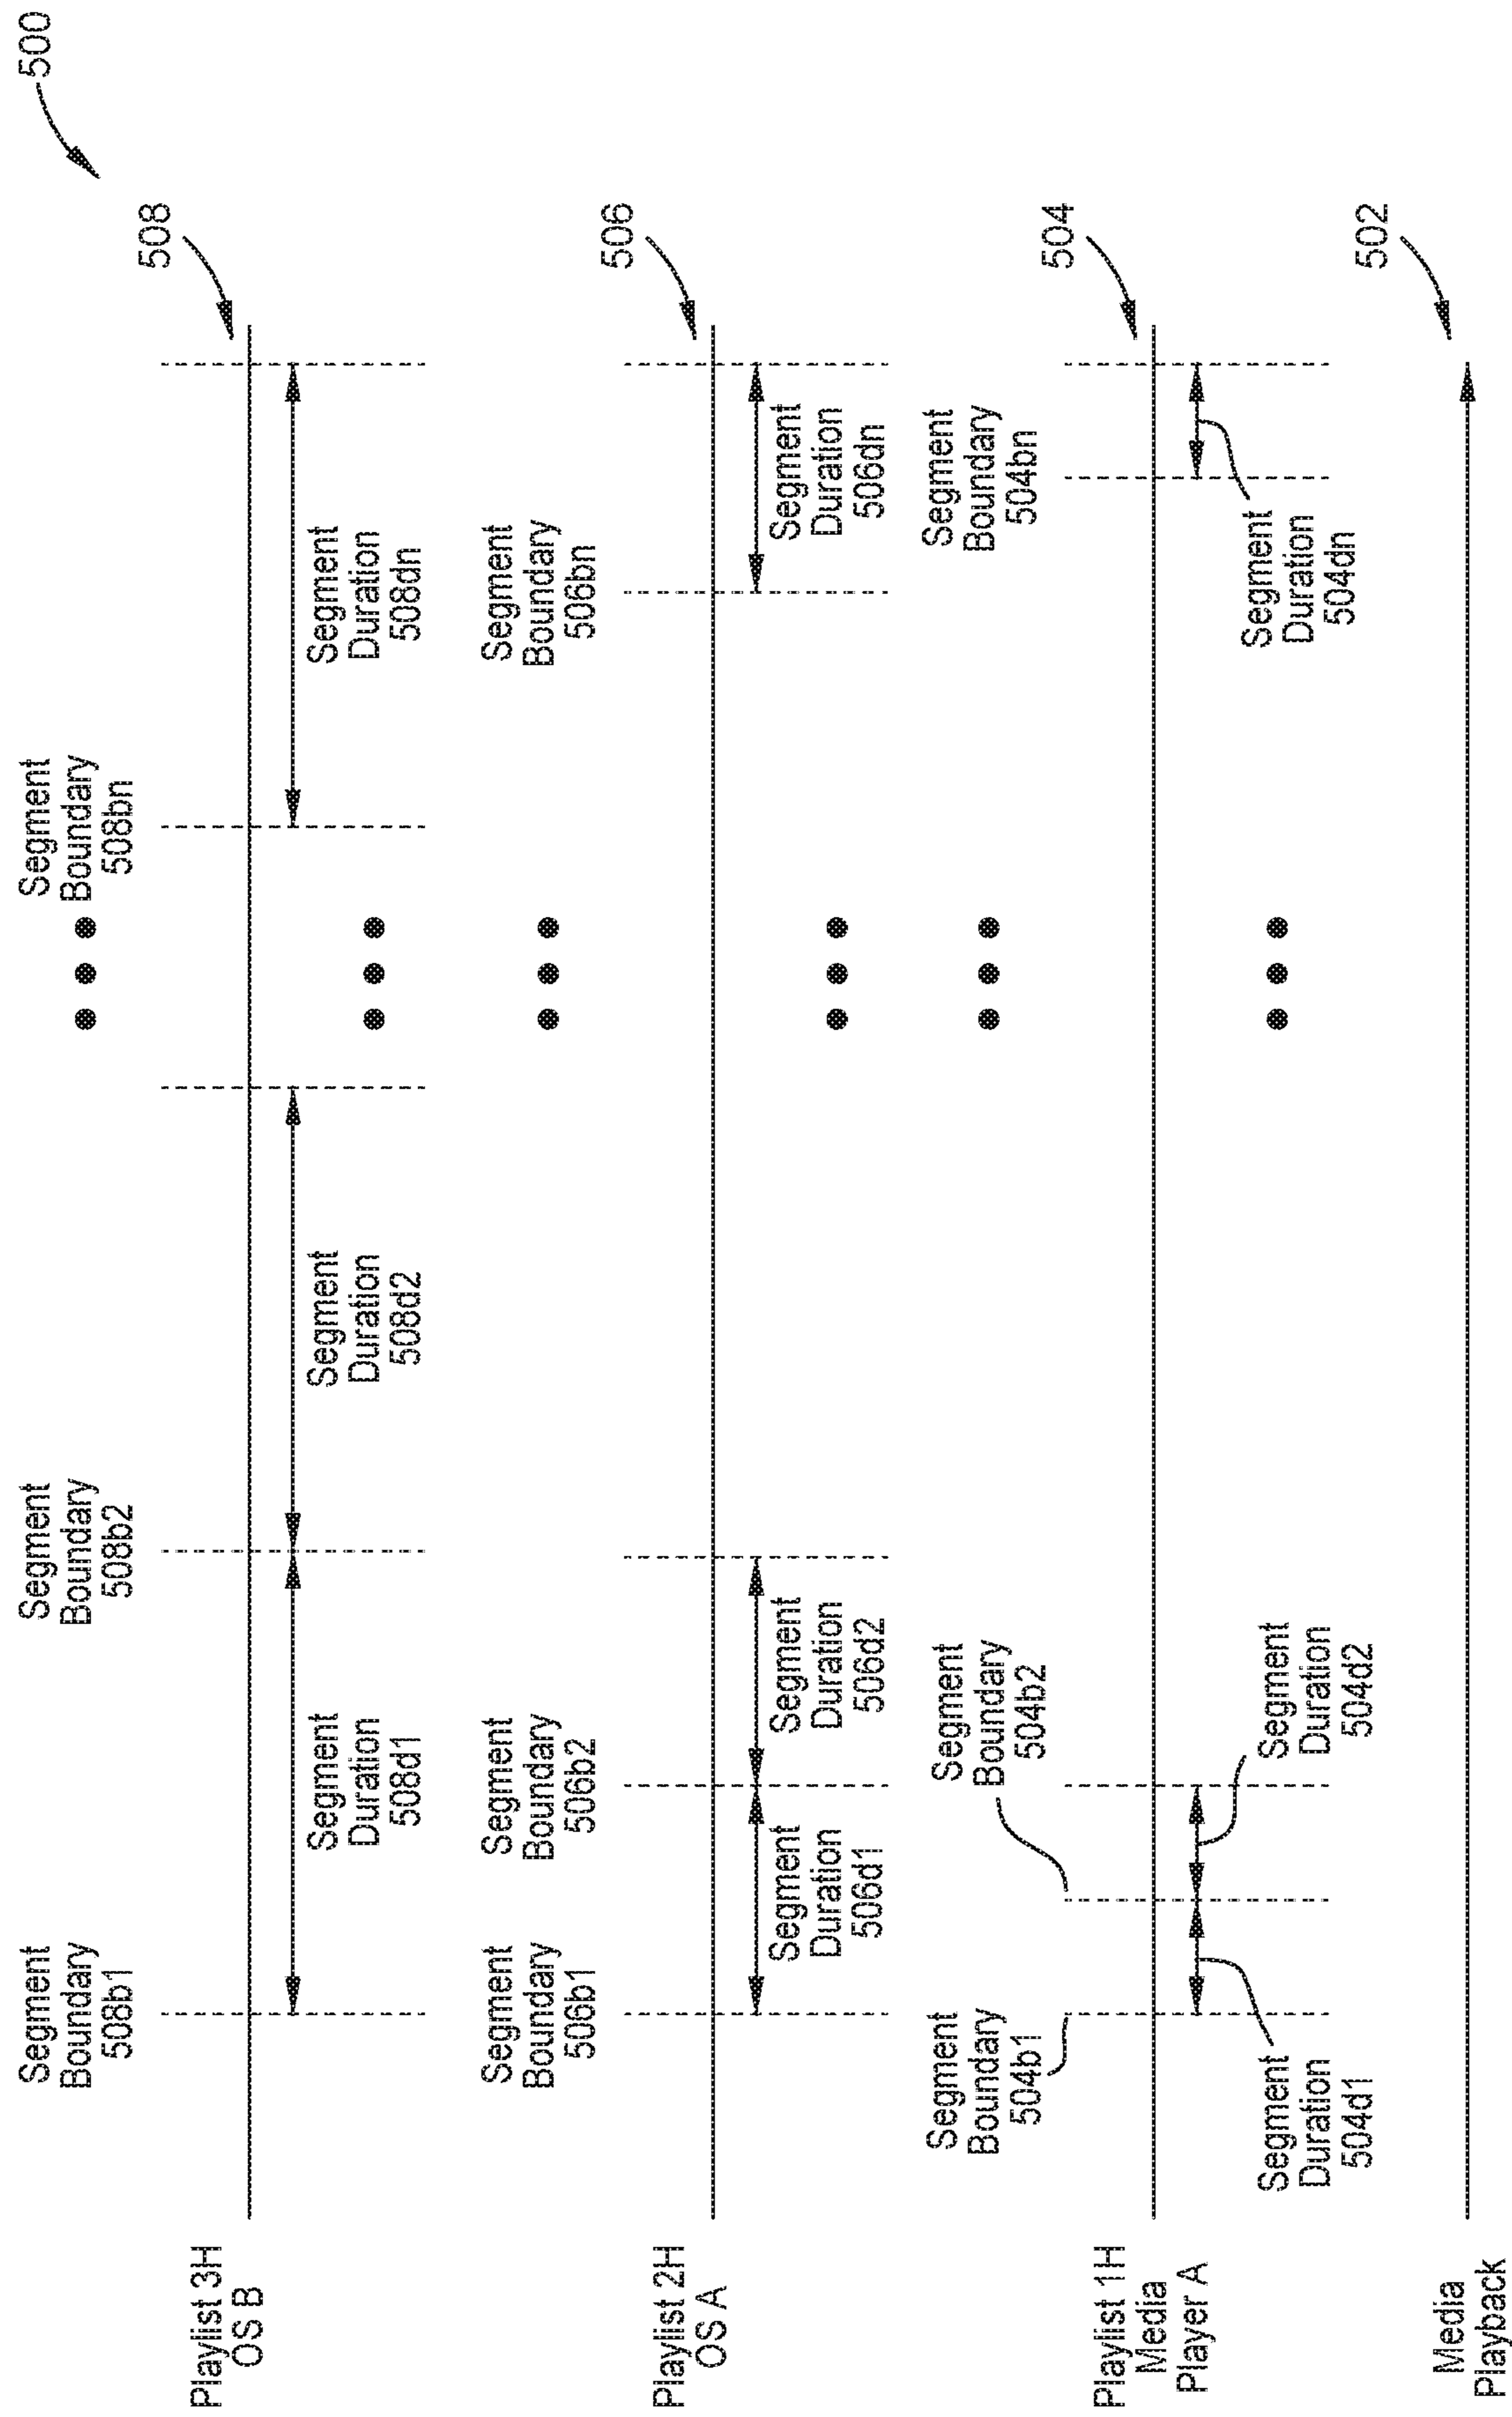 500
Segment
Boundary
508b1
Segment
Boundary
508b2
Segment
Boundary
508bn
508
Playlist 3H
OS B
Segment
Duration
508d1
Segment
Duration
508d2
Segment
Duration
508dn
Segment
Boundary
506b1
Segment
Boundary
506b2
Segment
Boundary
506bn
506
Playlist 2H
OS A
Segment
Duration
506d1
Segment
Duration
506d2
Segment
Duration
506dn
Segment
Boundary
504b1
Segment
Boundary
504b2
Segment
Boundary
504bn
504
Playlist 1H
Media
Player A
Segment
Duration
504d1
Segment
Duration
504d2
Segment
Duration
504dn
502
Media
Playback